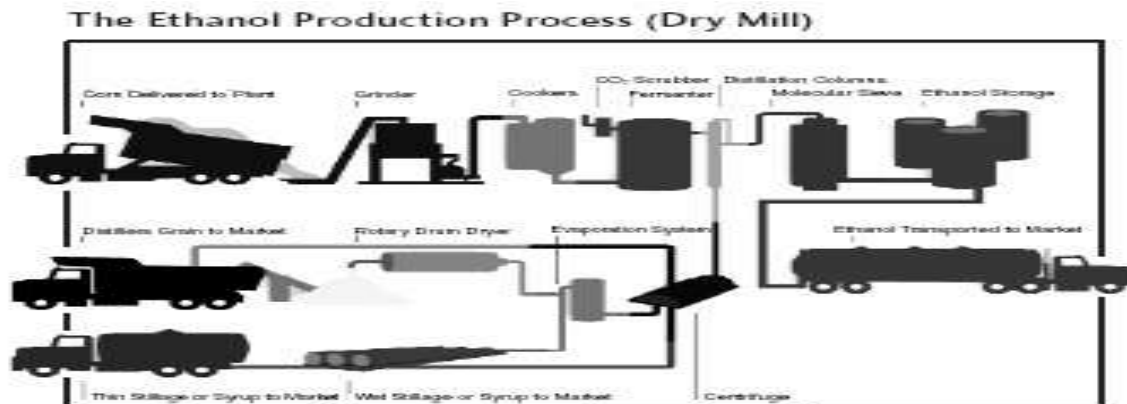 The Ethanol Production Process (Dry Mill)
CO₂ Scrubber Distillation Columns
Corn Delivered to Plant Grinder Cookers Fermenter Molecular Sieve Ethanol Storage
Distillers Grain to Market Rotary Drain Dryer Evaporation System Ethanol Transported to Market
Thin Stillage or Syrup to Market Wet Stillage or Syrup to Market Centrifuge